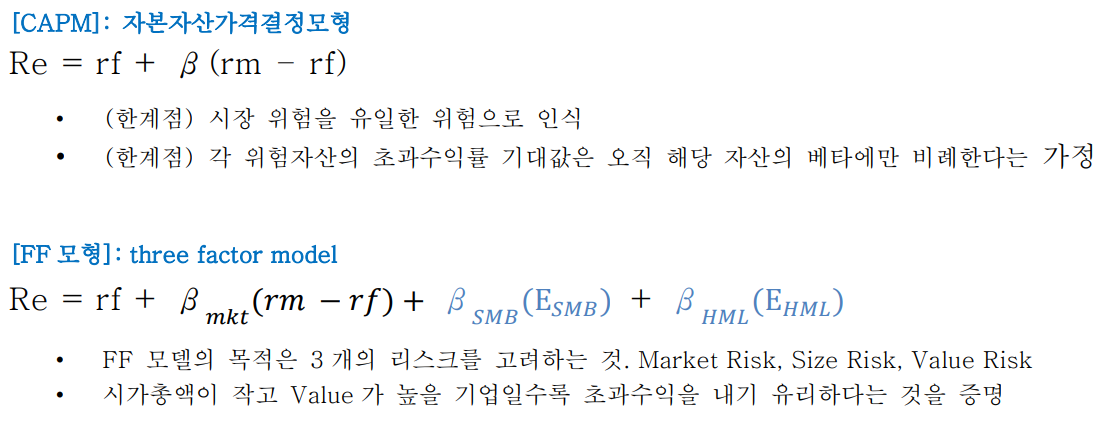 [CAPM]: 자본자산가격결정모형
Re = rf + β (rm – rf)
• (한계점) 시장 위험을 유일한 위험으로 인식
• (한계점) 각 위험자산의 초과수익률 기대값은 오직 해당 자산의 베타에만 비례한다는 가정
[FF 모형]: three factor model
Re = rf + β mkt(rm – rf) + β SMB(E SMB) + β HML(E HML)
• FF 모델의 목적은 3개의 리스크를 고려하는 것. Market Risk, Size Risk, Value Risk
• 시가총액이 작고 Value가 높을 기업일수록 초과수익을 내기 유리하다는 것을 증명